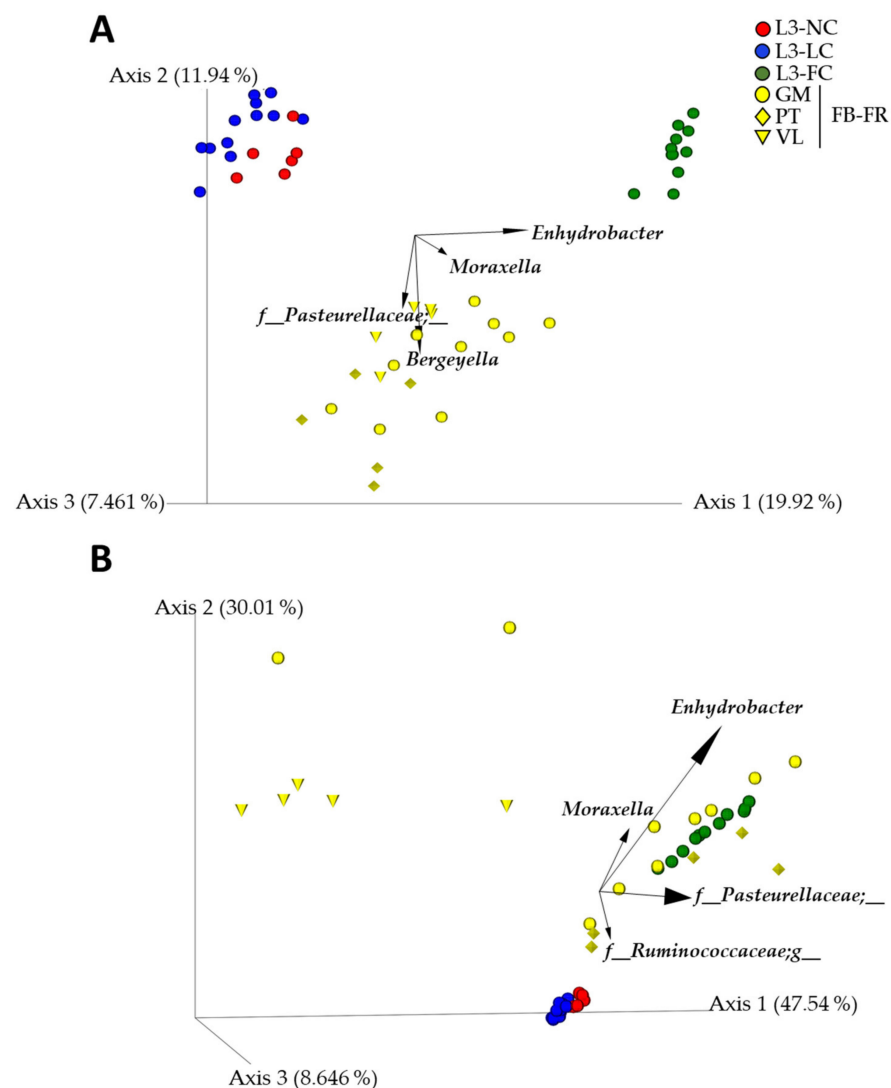 A
L3-NC
L3-LC
L3-FC
GM
PT
VL
FB-FR
Axis 2 (11.94 %)
Enhydrobacter
Moraxella
f__Pasteurellaceae;__
Bergeyella
Axis 3 (7.461 %)
Axis 1 (19.92 %)
B
Axis 2 (30.01 %)
Enhydrobacter
Moraxella
f__Pasteurellaceae;__
f__Ruminococcaceae;g__
Axis 1 (47.54 %)
Axis 3 (8.646 %)